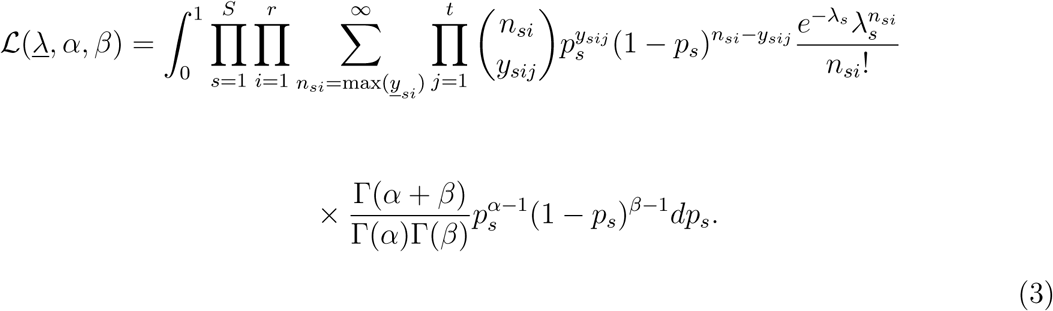 \mathcal{L}(\underline{\lambda}, \alpha, \beta) = \int_0^1 \prod_{s=1}^{S} \prod_{i=1}^{r} \sum_{n_{si}=\max(\underline{y}_{si})}^{\infty} \prod_{j=1}^{t} \binom{n_{si}}{y_{sij}} p_s^{y_{sij}} (1 - p_s)^{n_{si} - y_{sij}} \frac{e^{-\lambda_s} \lambda_s^{n_{si}}}{n_{si}!}
\times \frac{\Gamma(\alpha + \beta)}{\Gamma(\alpha)\Gamma(\beta)} p_s^{\alpha - 1} (1 - p_s)^{\beta - 1} dp_s.
(3)